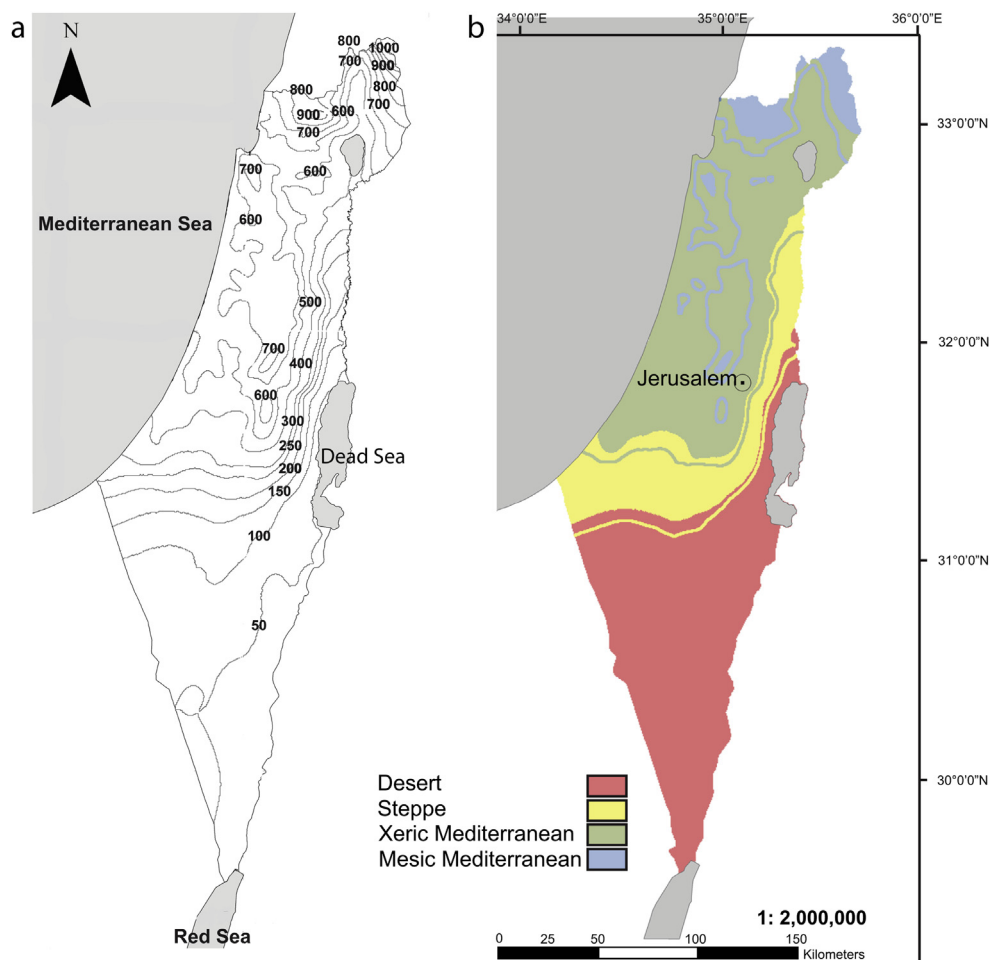 a
N
800
1000
700
900
800
800
700
900
600
700
700
600
600
Mediterranean Sea
500
700
400
600
300
250
Dead Sea
200
150
100
50
Red Sea
b
34°0'0"E
35°0'0"E
36°0'0"E
33°0'0"N
32°0'0"N
Jerusalem
31°0'0"N
30°0'0"N
Desert
Steppe
Xeric Mediterranean
Mesic Mediterranean
1: 2,000,000
0 25 50 100 150
Kilometers